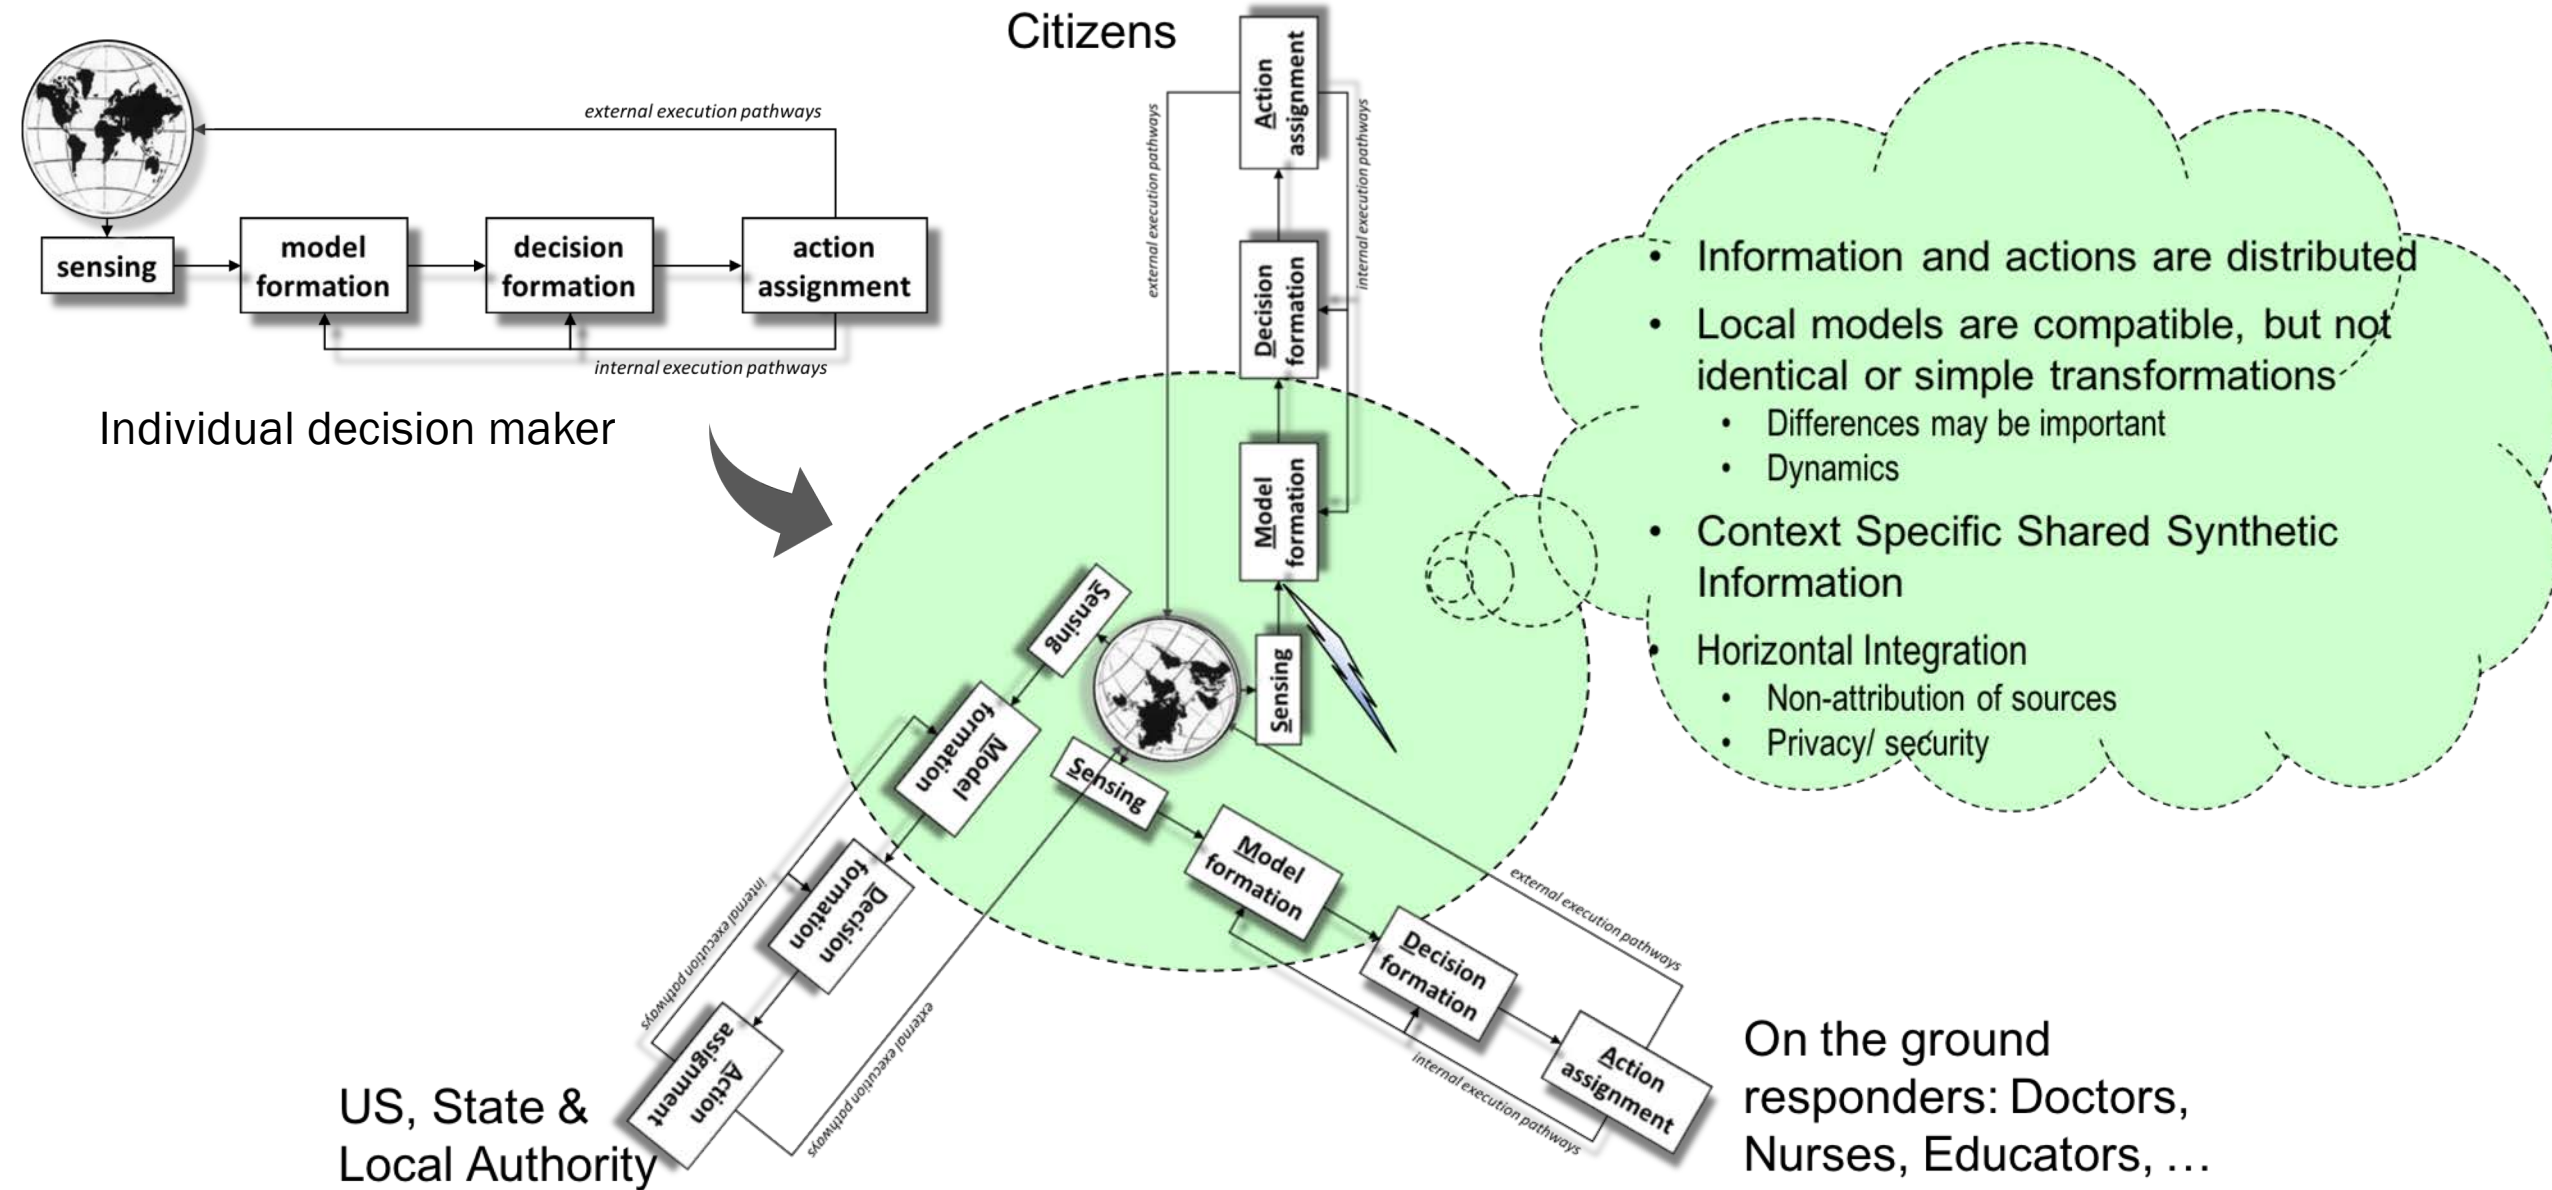 external execution pathways
sensing
model
formation
decision
formation
action
assignment
internal execution pathways
Individual decision maker
Citizens
Action
assignment
external execution pathways
internal execution pathways
Decision
formation
Model
formation
Sensing
Sensing
Model
formation
Decision
formation
Action
assignment
internal execution pathways
external execution pathways
US, State &
Local Authority
Sensing
Model
formation
Decision
formation
Action
assignment
external execution pathways
internal execution pathways
On the ground
responders: Doctors,
Nurses, Educators, …
• Information and actions are distributed
• Local models are compatible, but not
identical or simple transformations
• Differences may be important
• Dynamics
• Context Specific Shared Synthetic
Information
• Horizontal Integration
• Non-attribution of sources
• Privacy/ security